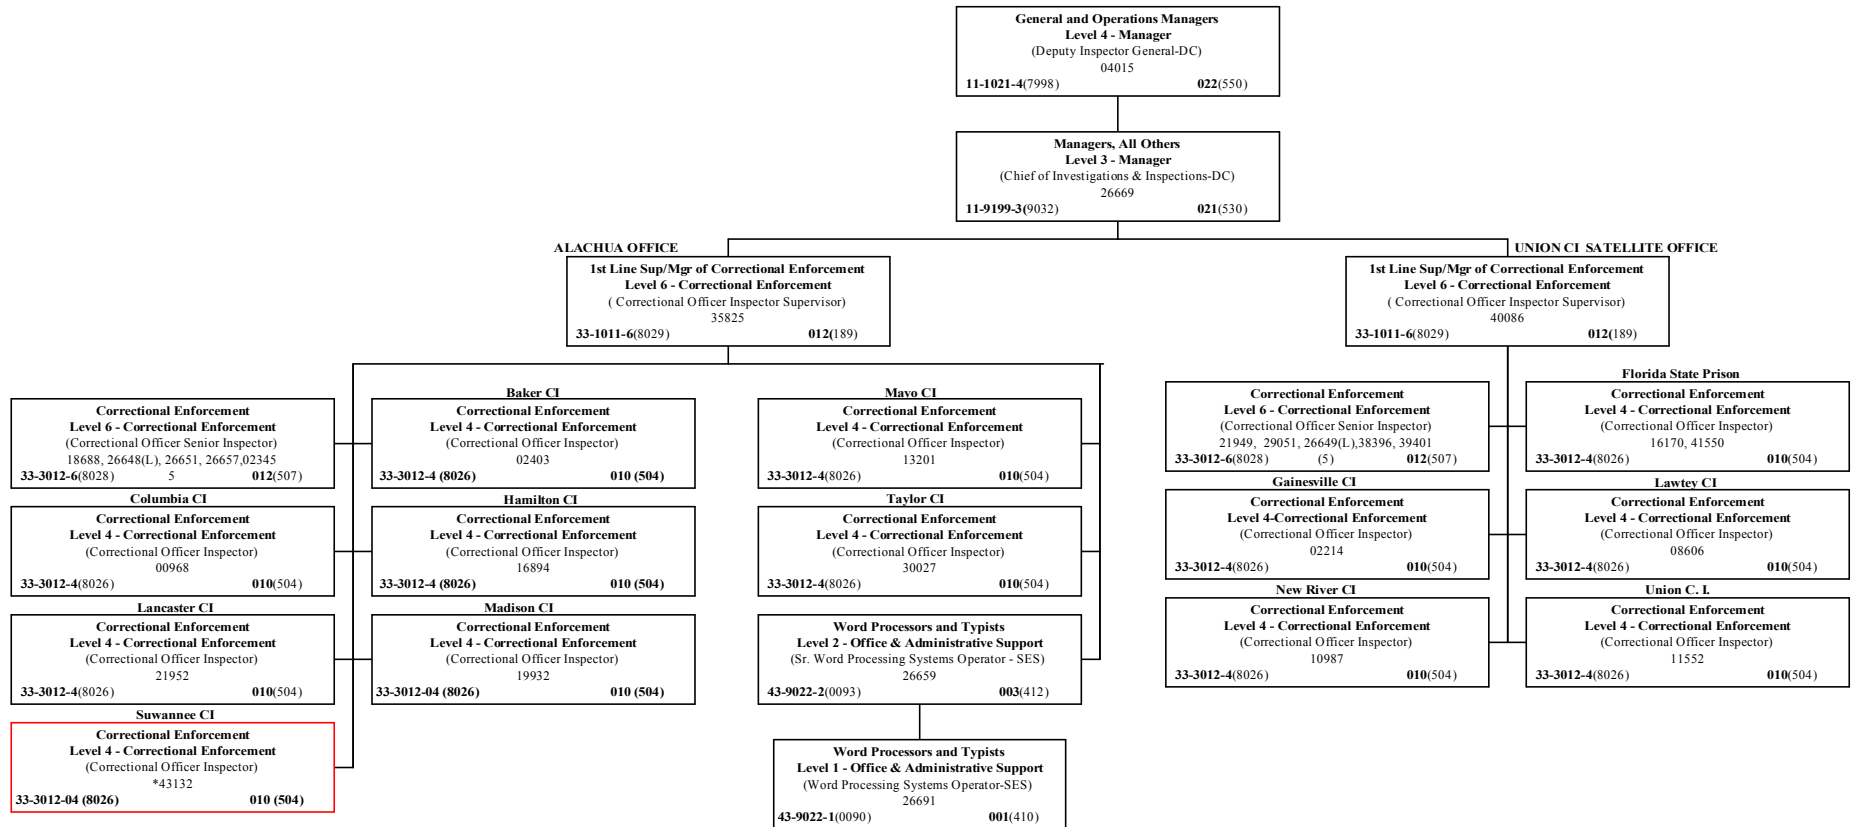 General and Operations Managers
Level 4 - Manager
(Deputy Inspector General-DC)
04015
11-1021-4(7998) 022(550)
Managers, All Others
Level 3 - Manager
(Chief of Investigations & Inspections-DC)
26669
11-9199-3(9032) 021(530)
ALACHUA OFFICE
1st Line Sup/Mgr of Correctional Enforcement
Level 6 - Correctional Enforcement
( Correctional Officer Inspector Supervisor)
35825
33-1011-6(8029) 012(189)
UNION CI SATELLITE OFFICE
1st Line Sup/Mgr of Correctional Enforcement
Level 6 - Correctional Enforcement
( Correctional Officer Inspector Supervisor)
40086
33-1011-6(8029) 012(189)
Correctional Enforcement
Level 6 - Correctional Enforcement
(Correctional Officer Senior Inspector)
18688, 26648(L), 26651, 26657,02345
33-3012-6(8028) 5 012(507)
Baker CI
Correctional Enforcement
Level 4 - Correctional Enforcement
(Correctional Officer Inspector)
02403
33-3012-4 (8026) 010 (504)
Mayo CI
Correctional Enforcement
Level 4 - Correctional Enforcement
(Correctional Officer Inspector)
13201
33-3012-4(8026) 010(504)
Correctional Enforcement
Level 6 - Correctional Enforcement
(Correctional Officer Senior Inspector)
21949, 29051, 26649(L),38396, 39401
33-3012-6(8028) (5) 012(507)
Florida State Prison
Correctional Enforcement
Level 4 - Correctional Enforcement
(Correctional Officer Inspector)
16170, 41550
33-3012-4(8026) 010(504)
Columbia CI
Correctional Enforcement
Level 4 - Correctional Enforcement
(Correctional Officer Inspector)
00968
33-3012-4(8026) 010(504)
Hamilton CI
Correctional Enforcement
Level 4 - Correctional Enforcement
(Correctional Officer Inspector)
16894
33-3012-4 (8026) 010 (504)
Taylor CI
Correctional Enforcement
Level 4 - Correctional Enforcement
(Correctional Officer Inspector)
30027
33-3012-4(8026) 010(504)
Gainesville CI
Correctional Enforcement
Level 4-Correctional Enforcement
(Correctional Officer Inspector)
02214
33-3012-4(8026) 010(504)
Lawtey CI
Correctional Enforcement
Level 4 - Correctional Enforcement
(Correctional Officer Inspector)
08606
33-3012-4(8026) 010(504)
Lancaster CI
Correctional Enforcement
Level 4 - Correctional Enforcement
(Correctional Officer Inspector)
21952
33-3012-4(8026) 010(504)
Madison CI
Correctional Enforcement
Level 4 - Correctional Enforcement
(Correctional Officer Inspector)
19932
33-3012-04 (8026) 010 (504)
Word Processors and Typists
Level 2 - Office & Administrative Support
(Sr. Word Processing Systems Operator - SES)
26659
43-9022-2(0093) 003(412)
New River CI
Correctional Enforcement
Level 4 - Correctional Enforcement
(Correctional Officer Inspector)
10987
33-3012-4(8026) 010(504)
Union C. I.
Correctional Enforcement
Level 4 - Correctional Enforcement
(Correctional Officer Inspector)
11552
33-3012-4(8026) 010(504)
Suwannee CI
Correctional Enforcement
Level 4 - Correctional Enforcement
(Correctional Officer Inspector)
*43132
33-3012-04 (8026) 010 (504)
Word Processors and Typists
Level 1 - Office & Administrative Support
(Word Processing Systems Operator-SES)
26691
43-9022-1(0090) 001(410)